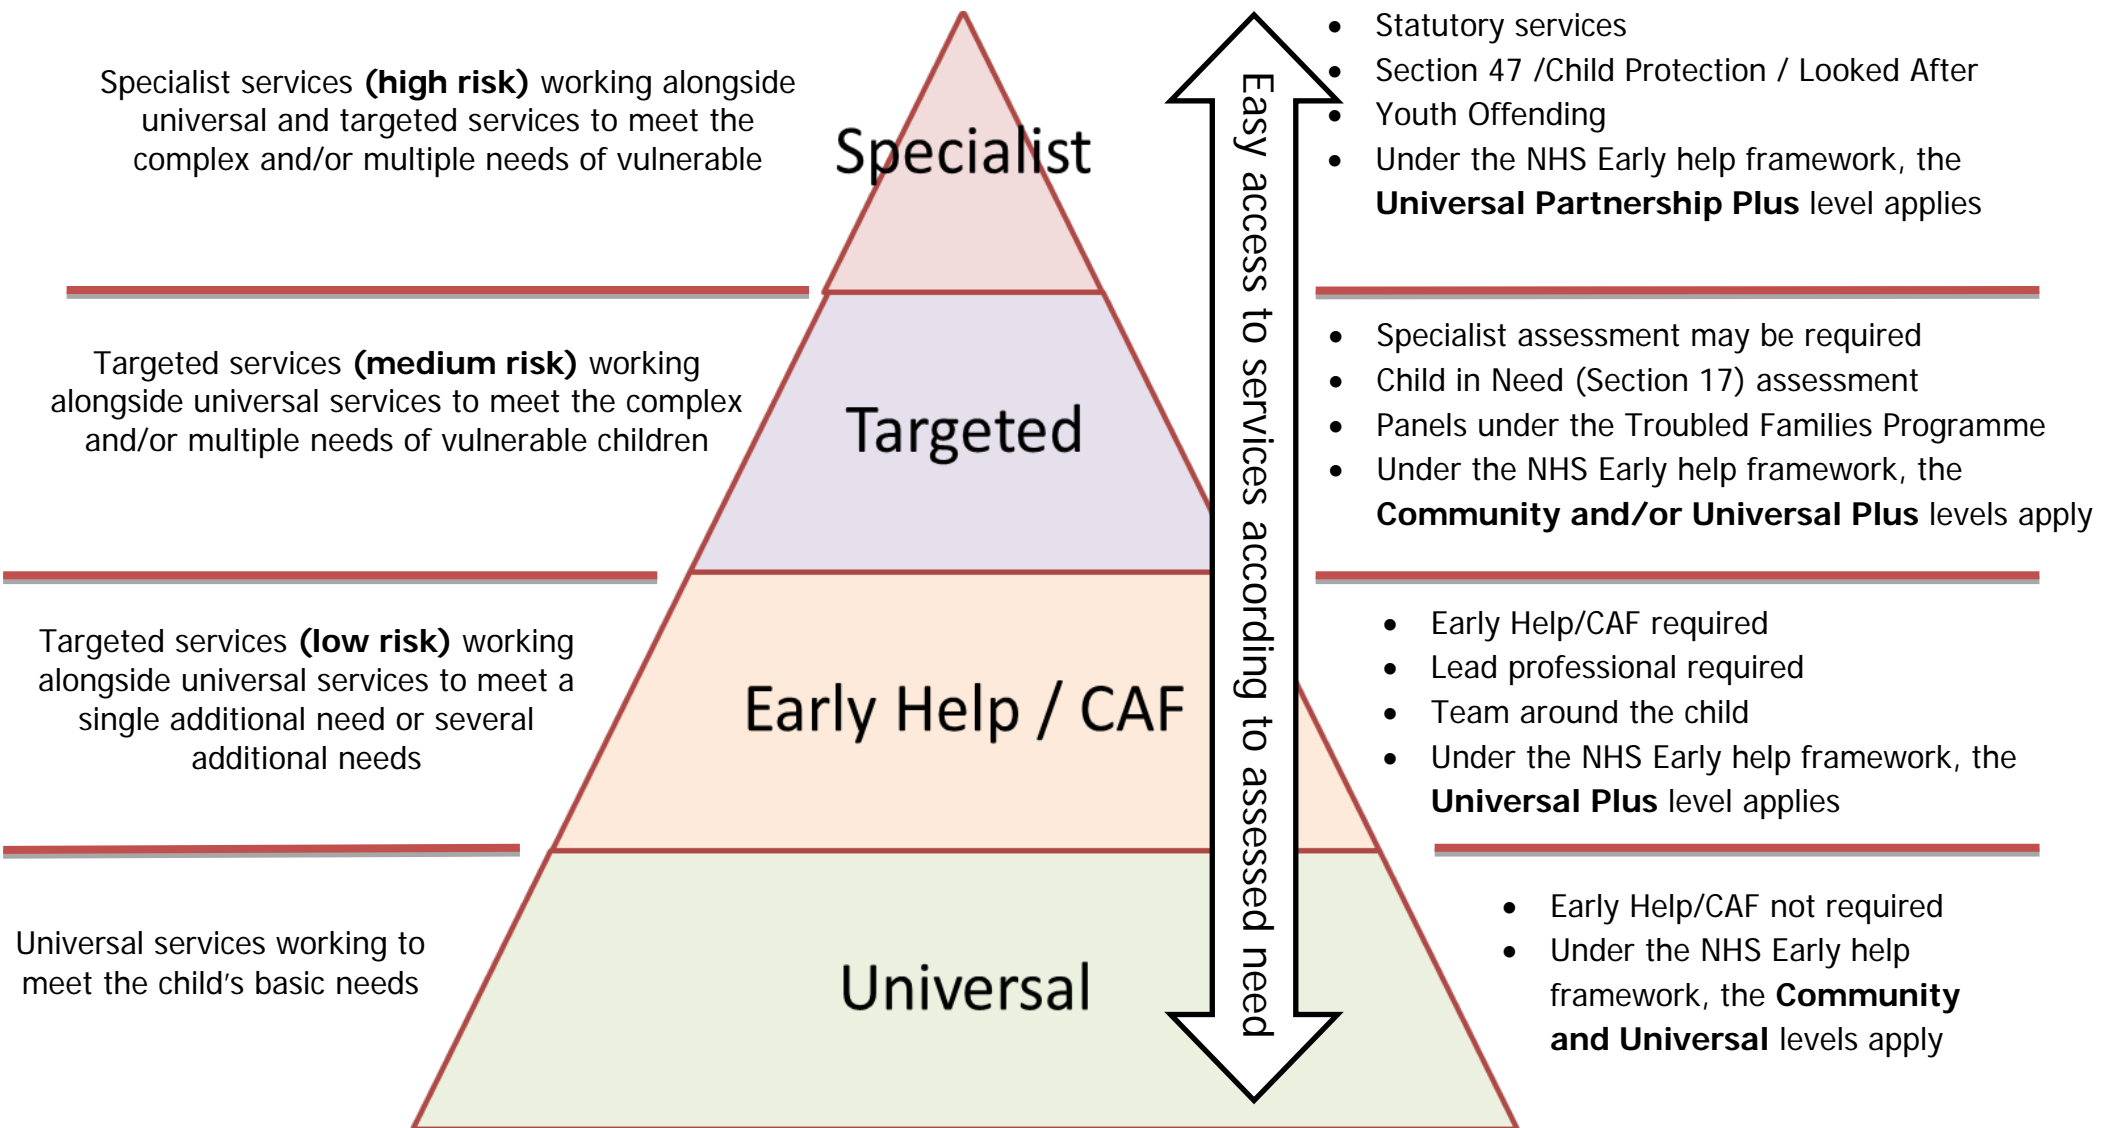 Specialist services (high risk) working alongside
universal and targeted services to meet the
complex and/or multiple needs of vulnerable
Specialist
• Statutory services
• Section 47 /Child Protection / Looked After
• Youth Offending
• Under the NHS Early help framework, the
Universal Partnership Plus level applies
Easy access to services according to assessed need
Targeted services (medium risk) working
alongside universal services to meet the complex
and/or multiple needs of vulnerable children
Targeted
• Specialist assessment may be required
• Child in Need (Section 17) assessment
• Panels under the Troubled Families Programme
• Under the NHS Early help framework, the
Community and/or Universal Plus levels apply
Targeted services (low risk) working
alongside universal services to meet a
single additional need or several
additional needs
Early Help / CAF
• Early Help/CAF required
• Lead professional required
• Team around the child
• Under the NHS Early help framework, the
Universal Plus level applies
Universal services working to
meet the child's basic needs
Universal
• Early Help/CAF not required
• Under the NHS Early help
framework, the Community
and Universal levels apply